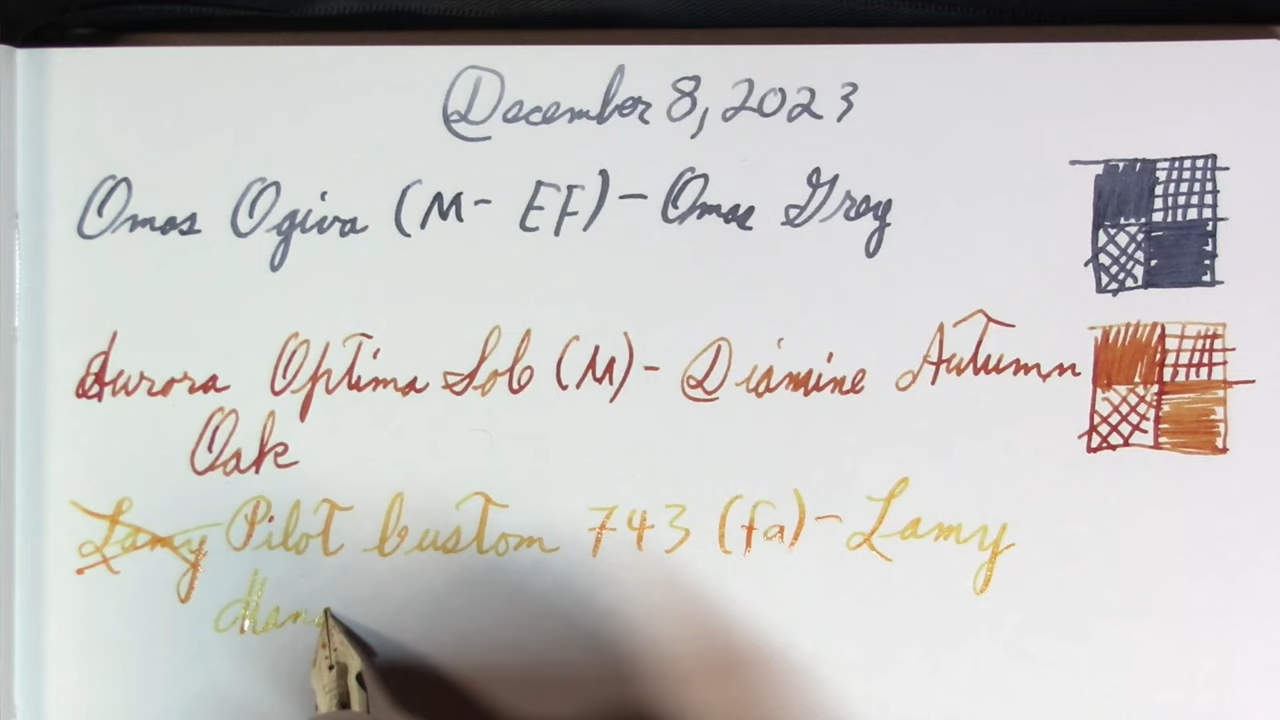 December 8, 2023
Omas Ogiva (M- EF) - Omas Grey
Aurora Optima Sole (M) - Diamine Autumn
Oak
Lamy Pilot Custom 743 (fa) - Lamy
Man